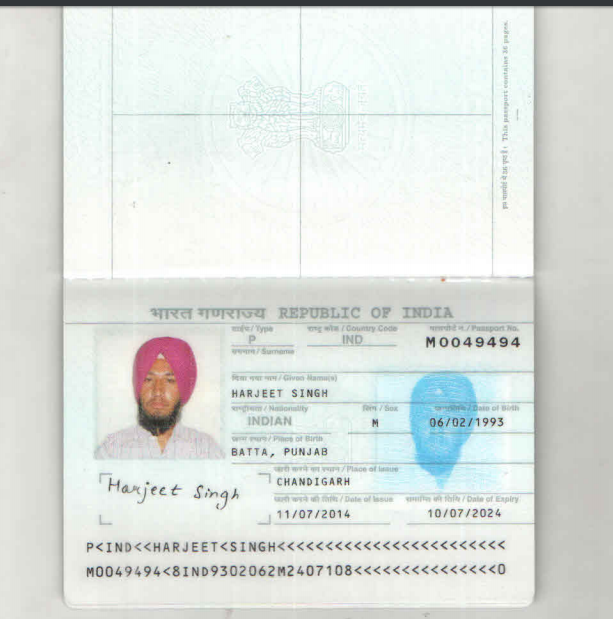 इस पासपोर्ट में 36 पृष्ठ हैं। This passport contains 36 pages.
भारत गणराज्य REPUBLIC OF INDIA
टाईप / Type राष्ट्र कोड / Country Code पासपोर्ट न. / Passport No.
P IND M0049494
उपनाम / Surname
दिया गया नाम / Given Name(s)
HARJEET SINGH
राष्ट्रीयता / Nationality लिंग / Sex जन्मतिथि / Date of Birth
INDIAN M 06/02/1993
जन्म स्थान / Place of Birth
BATTA, PUNJAB
जारी करने का स्थान / Place of Issue
CHANDIGARH
Harjeet Singh
जारी करने की तिथि / Date of Issue समाप्ति की तिथि / Date of Expiry
11/07/2014 10/07/2024
P<IND<<HARJEET<SINGH<<<<<<<<<<<<<<<<<<<<<<<<
M0049494<8IND9302062M2407108<<<<<<<<<<<<<<<0